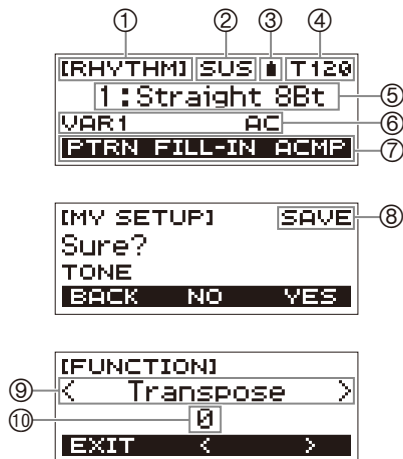 ① ② ③ ④
[RHYTHM] SUS T120
1:Straight 8Bt ⑤
VAR1 AC ⑥
PTRN FILL-IN ACMP ⑦
[MY SETUP] SAVE ⑧
Sure?
TONE
BACK NO YES
[FUNCTION]
⑨ < Transpose >
⑩ 0
EXIT < >